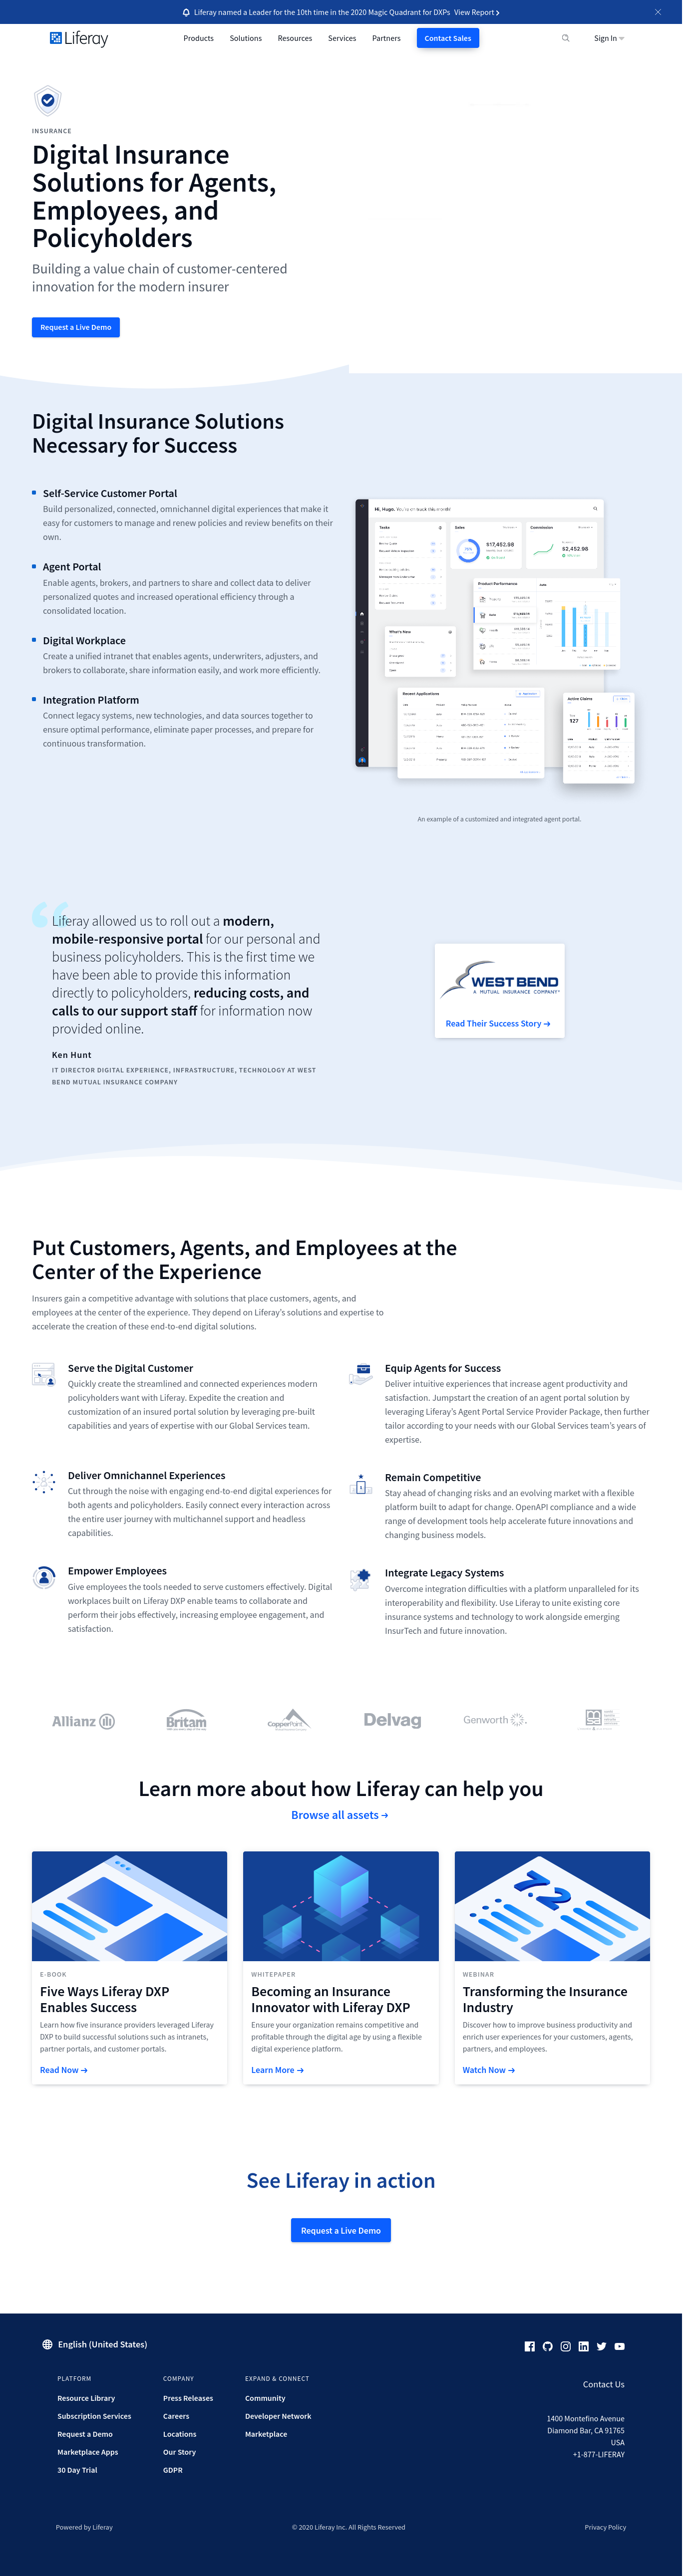 Liferay named a Leader for the 10th time in the 2020 Magic Quadrant for DXPs View Report
Liferay
Products
Solutions
Resources
Services
Partners
Contact Sales
Sign In
INSURANCE
Digital Insurance
Solutions for Agents,
Employees, and
Policyholders
Building a value chain of customer-centered
innovation for the modern insurer
Request a Live Demo
Digital Insurance Solutions
Necessary for Success
Self-Service Customer Portal
Build personalized, connected, omnichannel digital experiences that make it
easy for customers to manage and renew policies and review benefits on their
own.
Agent Portal
Enable agents, brokers, and partners to share and collect data to deliver
personalized quotes and increased operational efficiency through a
consolidated location.
Digital Workplace
Create a unified intranet that enables agents, underwriters, adjusters, and
brokers to collaborate, share information easily, and work more efficiently.
Integration Platform
Connect legacy systems, new technologies, and data sources together to
ensure optimal performance, eliminate paper processes, and prepare for
continuous transformation.
Hi, Hugo. You're on track this month!
Tasks
Sales
$17,452.98
Conversion
$2,452.98
Product Performance
What's New
Recent Applications
Active Claims
127
An example of a customized and integrated agent portal.
Liferay allowed us to roll out a modern,
mobile-responsive portal for our personal and
business policyholders. This is the first time we
have been able to provide this information
directly to policyholders, reducing costs, and
calls to our support staff for information now
provided online.
Ken Hunt
IT DIRECTOR DIGITAL EXPERIENCE, INFRASTRUCTURE, TECHNOLOGY AT WEST
BEND MUTUAL INSURANCE COMPANY
WEST BEND
A MUTUAL INSURANCE COMPANY®
Read Their Success Story →
Put Customers, Agents, and Employees at the
Center of the Experience
Insurers gain a competitive advantage with solutions that place customers, agents, and
employees at the center of the experience. They depend on Liferay's solutions and expertise to
accelerate the creation of these end-to-end digital solutions.
Serve the Digital Customer
Quickly create the streamlined and connected experiences modern
policyholders want with Liferay. Expedite the creation and
customization of an insured portal solution by leveraging pre-built
capabilities and years of expertise with our Global Services team.
Equip Agents for Success
Deliver intuitive experiences that increase agent productivity and
satisfaction. Jumpstart the creation of an agent portal solution by
leveraging Liferay's Agent Portal Service Provider Package, then further
tailor according to your needs with our Global Services team's years of
expertise.
Deliver Omnichannel Experiences
Cut through the noise with engaging end-to-end digital experiences for
both agents and policyholders. Easily connect every interaction across
the entire user journey with multichannel support and headless
capabilities.
Remain Competitive
Stay ahead of changing risks and an evolving market with a flexible
platform built to adapt for change. OpenAPI compliance and a wide
range of development tools help accelerate future innovations and
changing business models.
Empower Employees
Give employees the tools needed to serve customers effectively. Digital
workplaces built on Liferay DXP enable teams to collaborate and
perform their jobs effectively, increasing employee engagement, and
satisfaction.
Integrate Legacy Systems
Overcome integration difficulties with a platform unparalleled for its
interoperability and flexibility. Use Liferay to unite existing core
insurance systems and technology to work alongside emerging
InsurTech and future innovation.
Allianz
Britam
CopperPoint
Delvag
Genworth
Learn more about how Liferay can help you
Browse all assets →
7.2
E-BOOK
Five Ways Liferay DXP
Enables Success
Learn how five insurance providers leveraged Liferay
DXP to build successful solutions such as intranets,
partner portals, and customer portals.
Read Now →
WHITEPAPER
Becoming an Insurance
Innovator with Liferay DXP
Ensure your organization remains competitive and
profitable through the digital age by using a flexible
digital experience platform.
Learn More →
WEBINAR
Transforming the Insurance
Industry
Discover how to improve business productivity and
enrich user experiences for your customers, agents,
partners, and employees.
Watch Now →
See Liferay in action
Request a Live Demo
English (United States)
PLATFORM
Resource Library
Subscription Services
Request a Demo
Marketplace Apps
30 Day Trial
COMPANY
Press Releases
Careers
Locations
Our Story
GDPR
EXPAND & CONNECT
Community
Developer Network
Marketplace
Contact Us
1400 Montefino Avenue
Diamond Bar, CA 91765
USA
+1-877-LIFERAY
Powered by Liferay
© 2020 Liferay Inc. All Rights Reserved
Privacy Policy